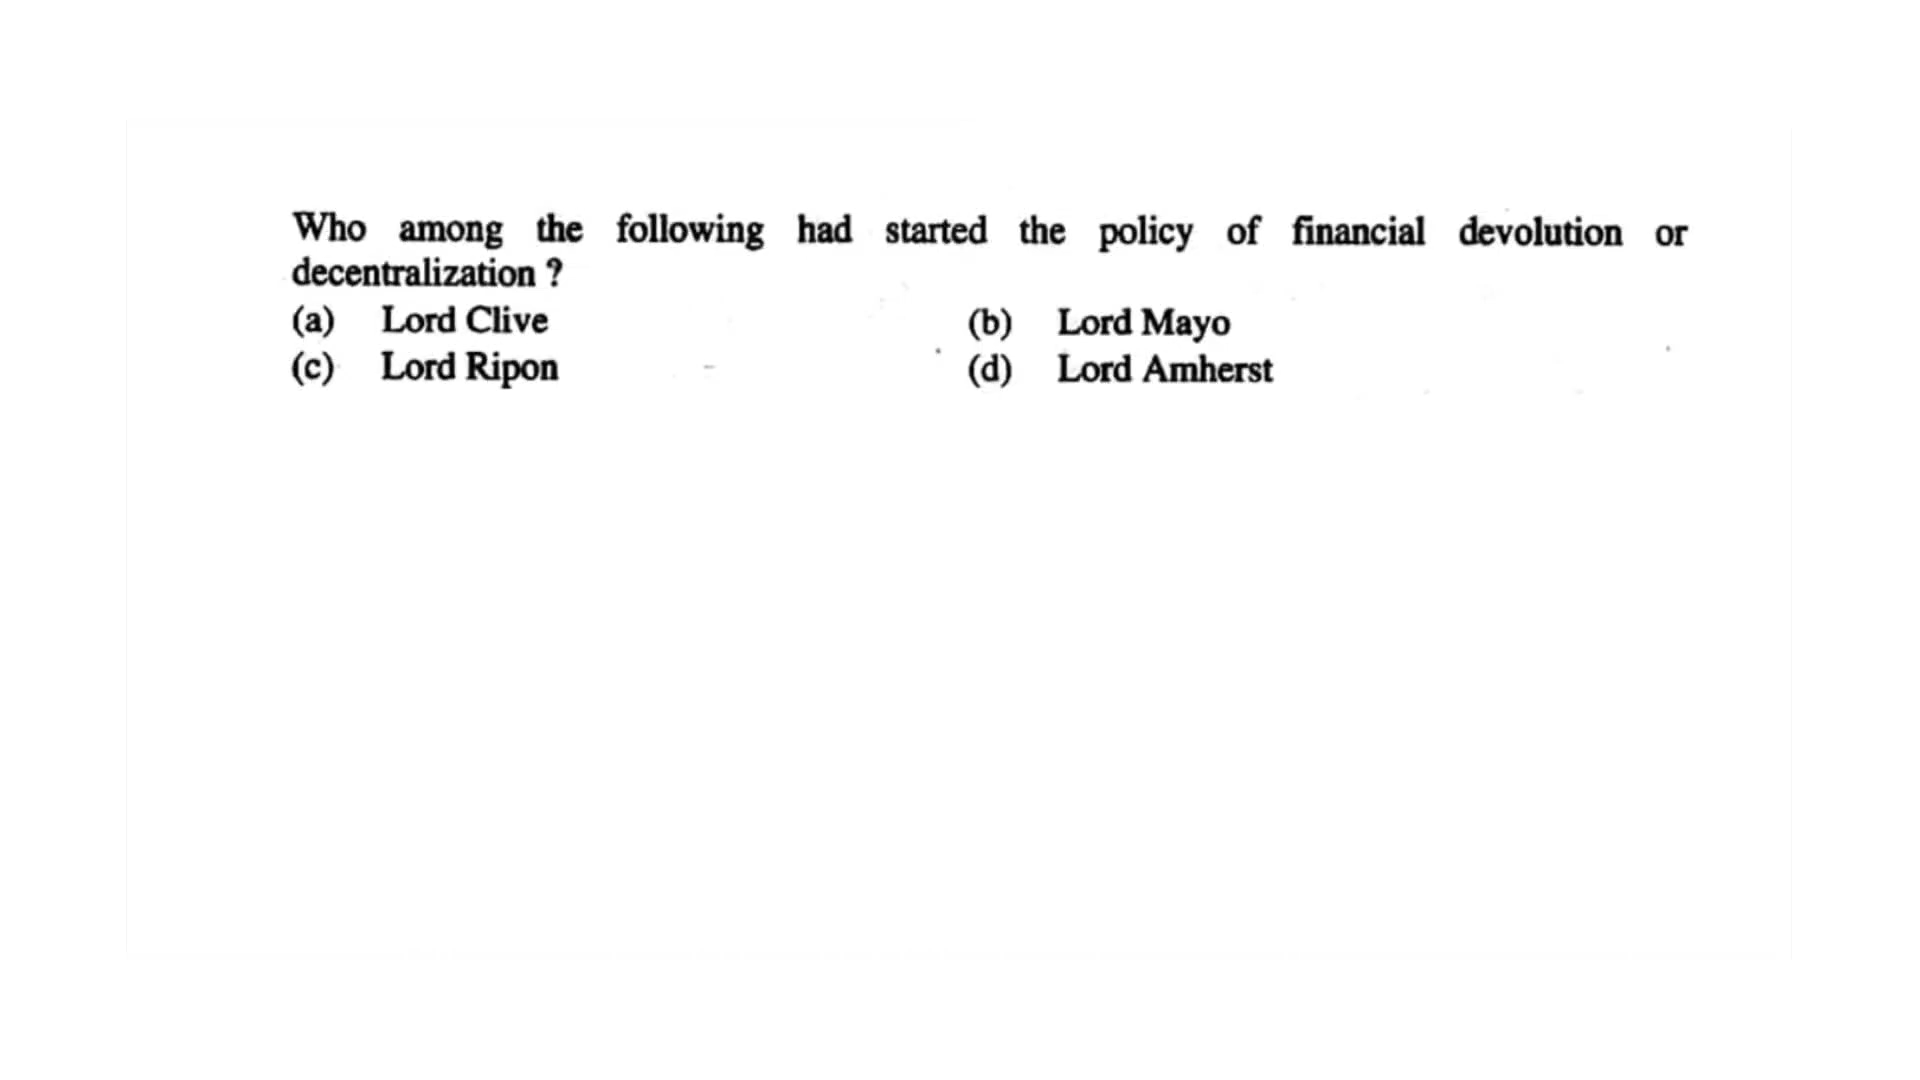 Who among the following had started the policy of financial devolution or
decentralization ?
(a) Lord Clive (b) Lord Mayo
(c) Lord Ripon (d) Lord Amherst